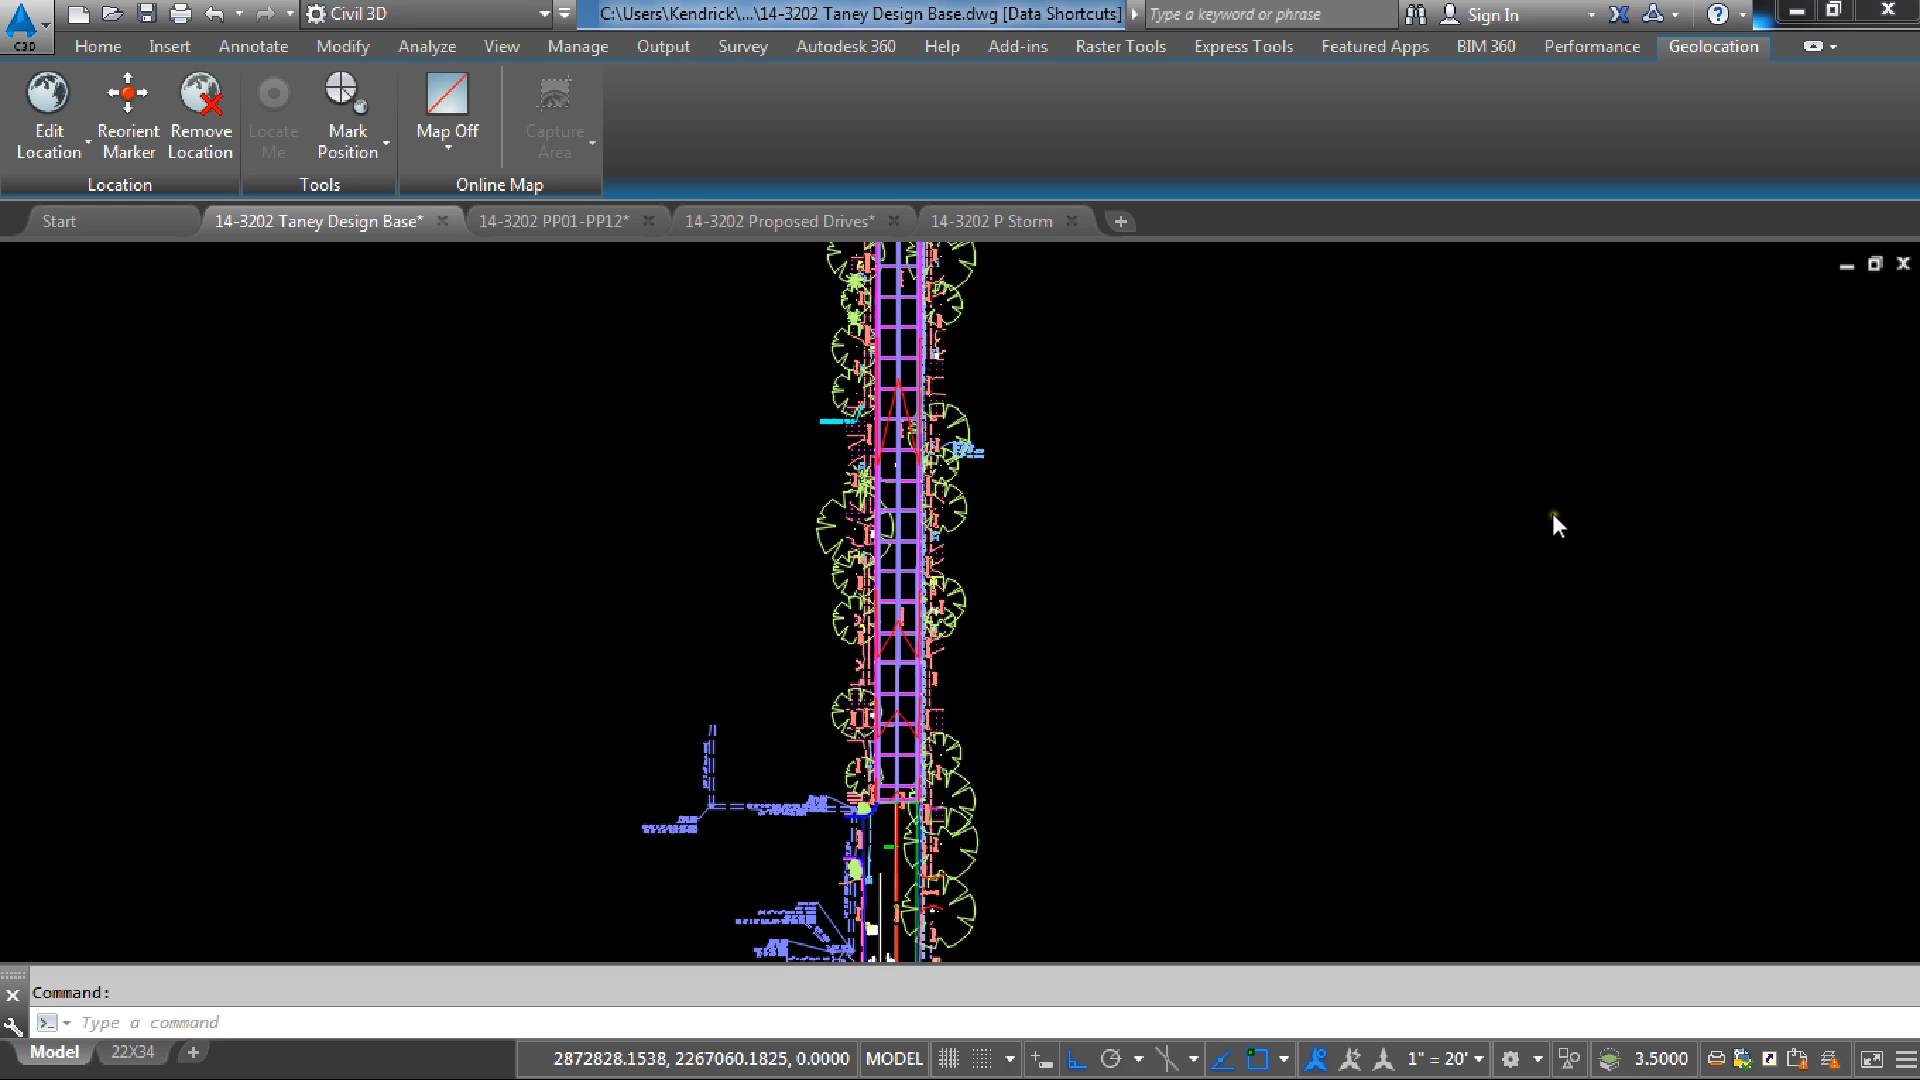 C3D
Civil 3D
C:\Users\Kendrick\...\14-3202 Taney Design Base.dwg [Data Shortcuts]
Type a keyword or phrase
Sign In
Home Insert Annotate Modify Analyze View Manage Output Survey Autodesk 360 Help Add-ins Raster Tools Express Tools Featured Apps BIM 360 Performance Geolocation
Edit Location
Reorient Marker
Remove Location
Locate Me
Mark Position
Map Off
Capture Area
Location Tools Online Map
Start 14-3202 Taney Design Base* 14-3202 PP01-PP12* 14-3202 Proposed Drives* 14-3202 P Storm
Command:
Type a command
Model 22X34
2872828.1538, 2267060.1825, 0.0000 MODEL 1" = 20' 3.5000